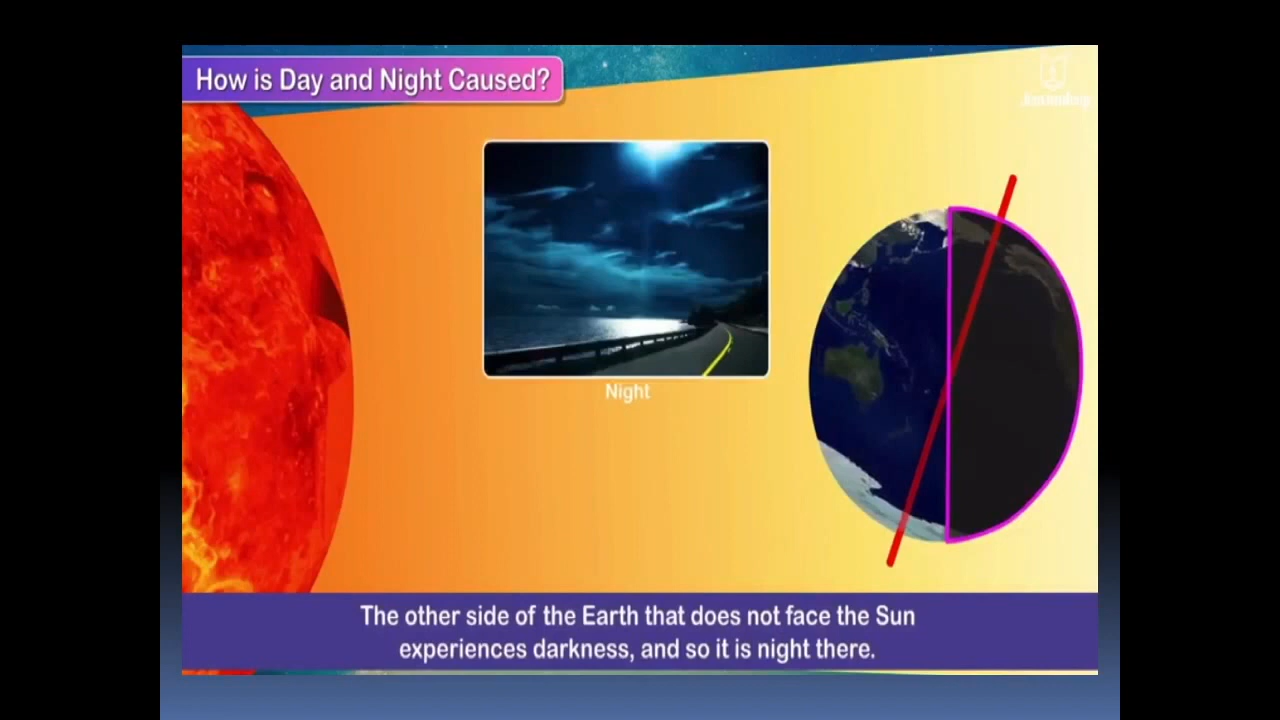 How is Day and Night Caused?
Night
The other side of the Earth that does not face the Sun
experiences darkness, and so it is night there.